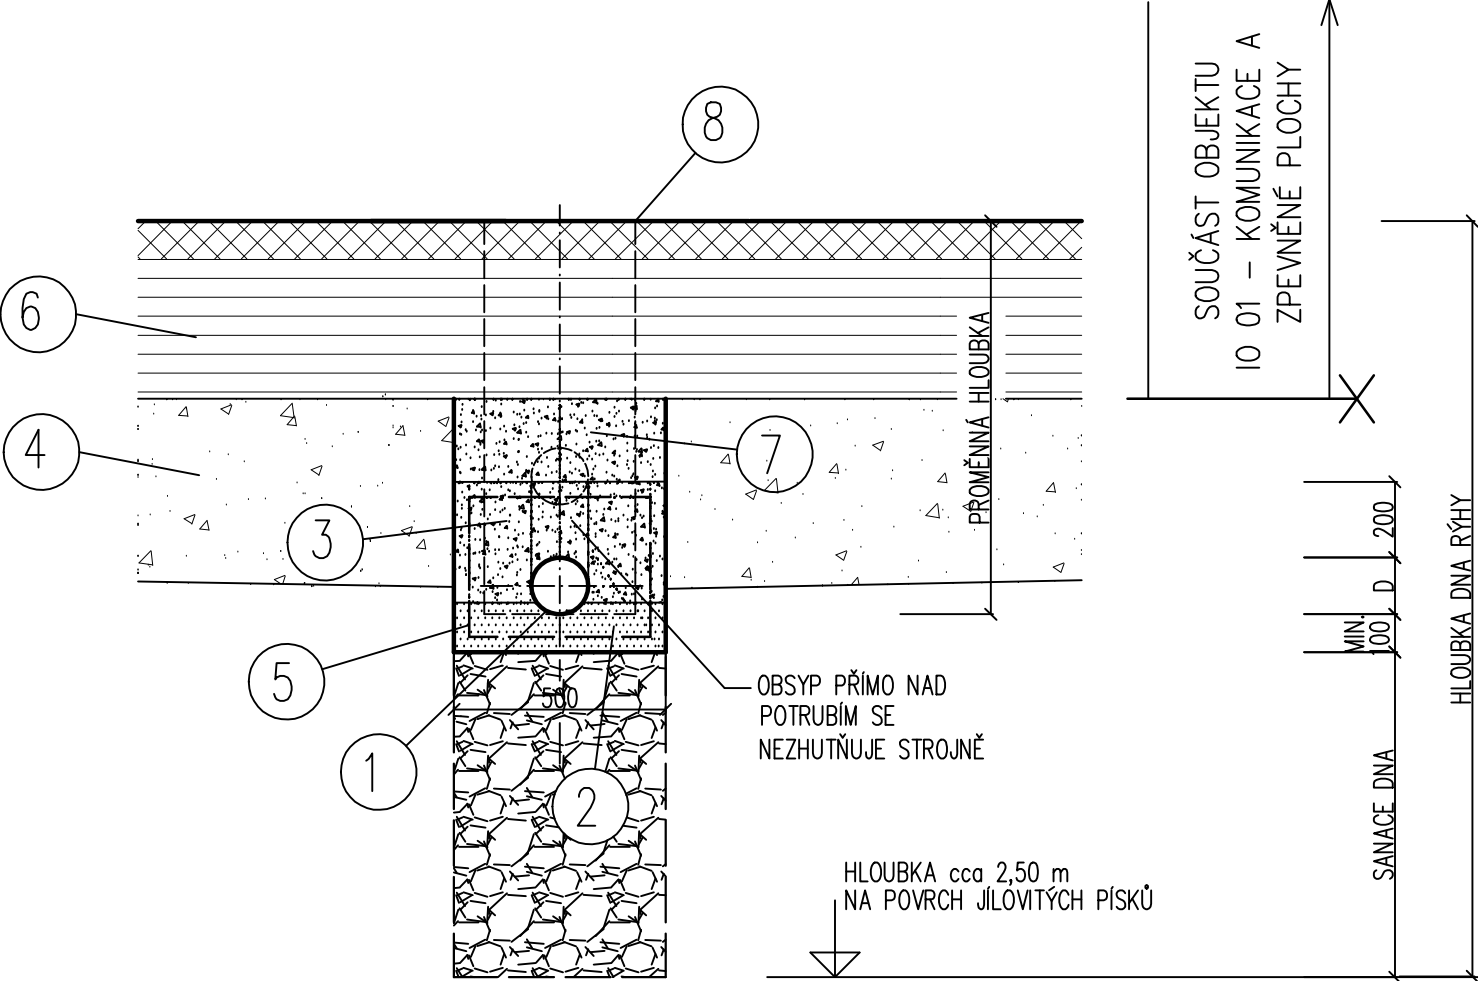 8
6
4
3
7
5
1
2
500
OBSYP PŘÍMO NAD
POTRUBÍM SE
NEZHUTŇUJE STROJNĚ
PROMĚNNÁ HLOUBKA
SOUČÁST OBJEKTU
IO 01 – KOMUNIKACE A
ZPEVNĚNÉ PLOCHY
200
D
MIN.
100
SANACE DNA
HLOUBKA DNA RÝHY
HLOUBKA cca 2,50 m
NA POVRCH JÍLOVITÝCH PÍSKŮ